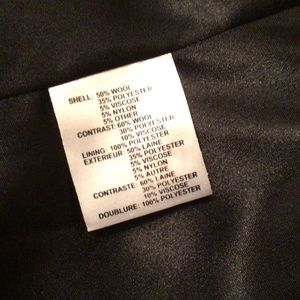 SHELL: 50% WOOL
35% POLYESTER
5% VISCOSE
5% NYLON
5% OTHER
CONTRAST: 60% WOOL
30% POLYESTER
10% VISCOSE
LINING: 100% POLYESTER
EXTERIEUR: 50% LAINE
35% POLYESTER
5% VISCOSE
5% NYLON
5% AUTRE
CONTRASTE: 60% LAINE
30% POLYESTER
10% VISCOSE
DOUBLURE: 100% POLYESTER